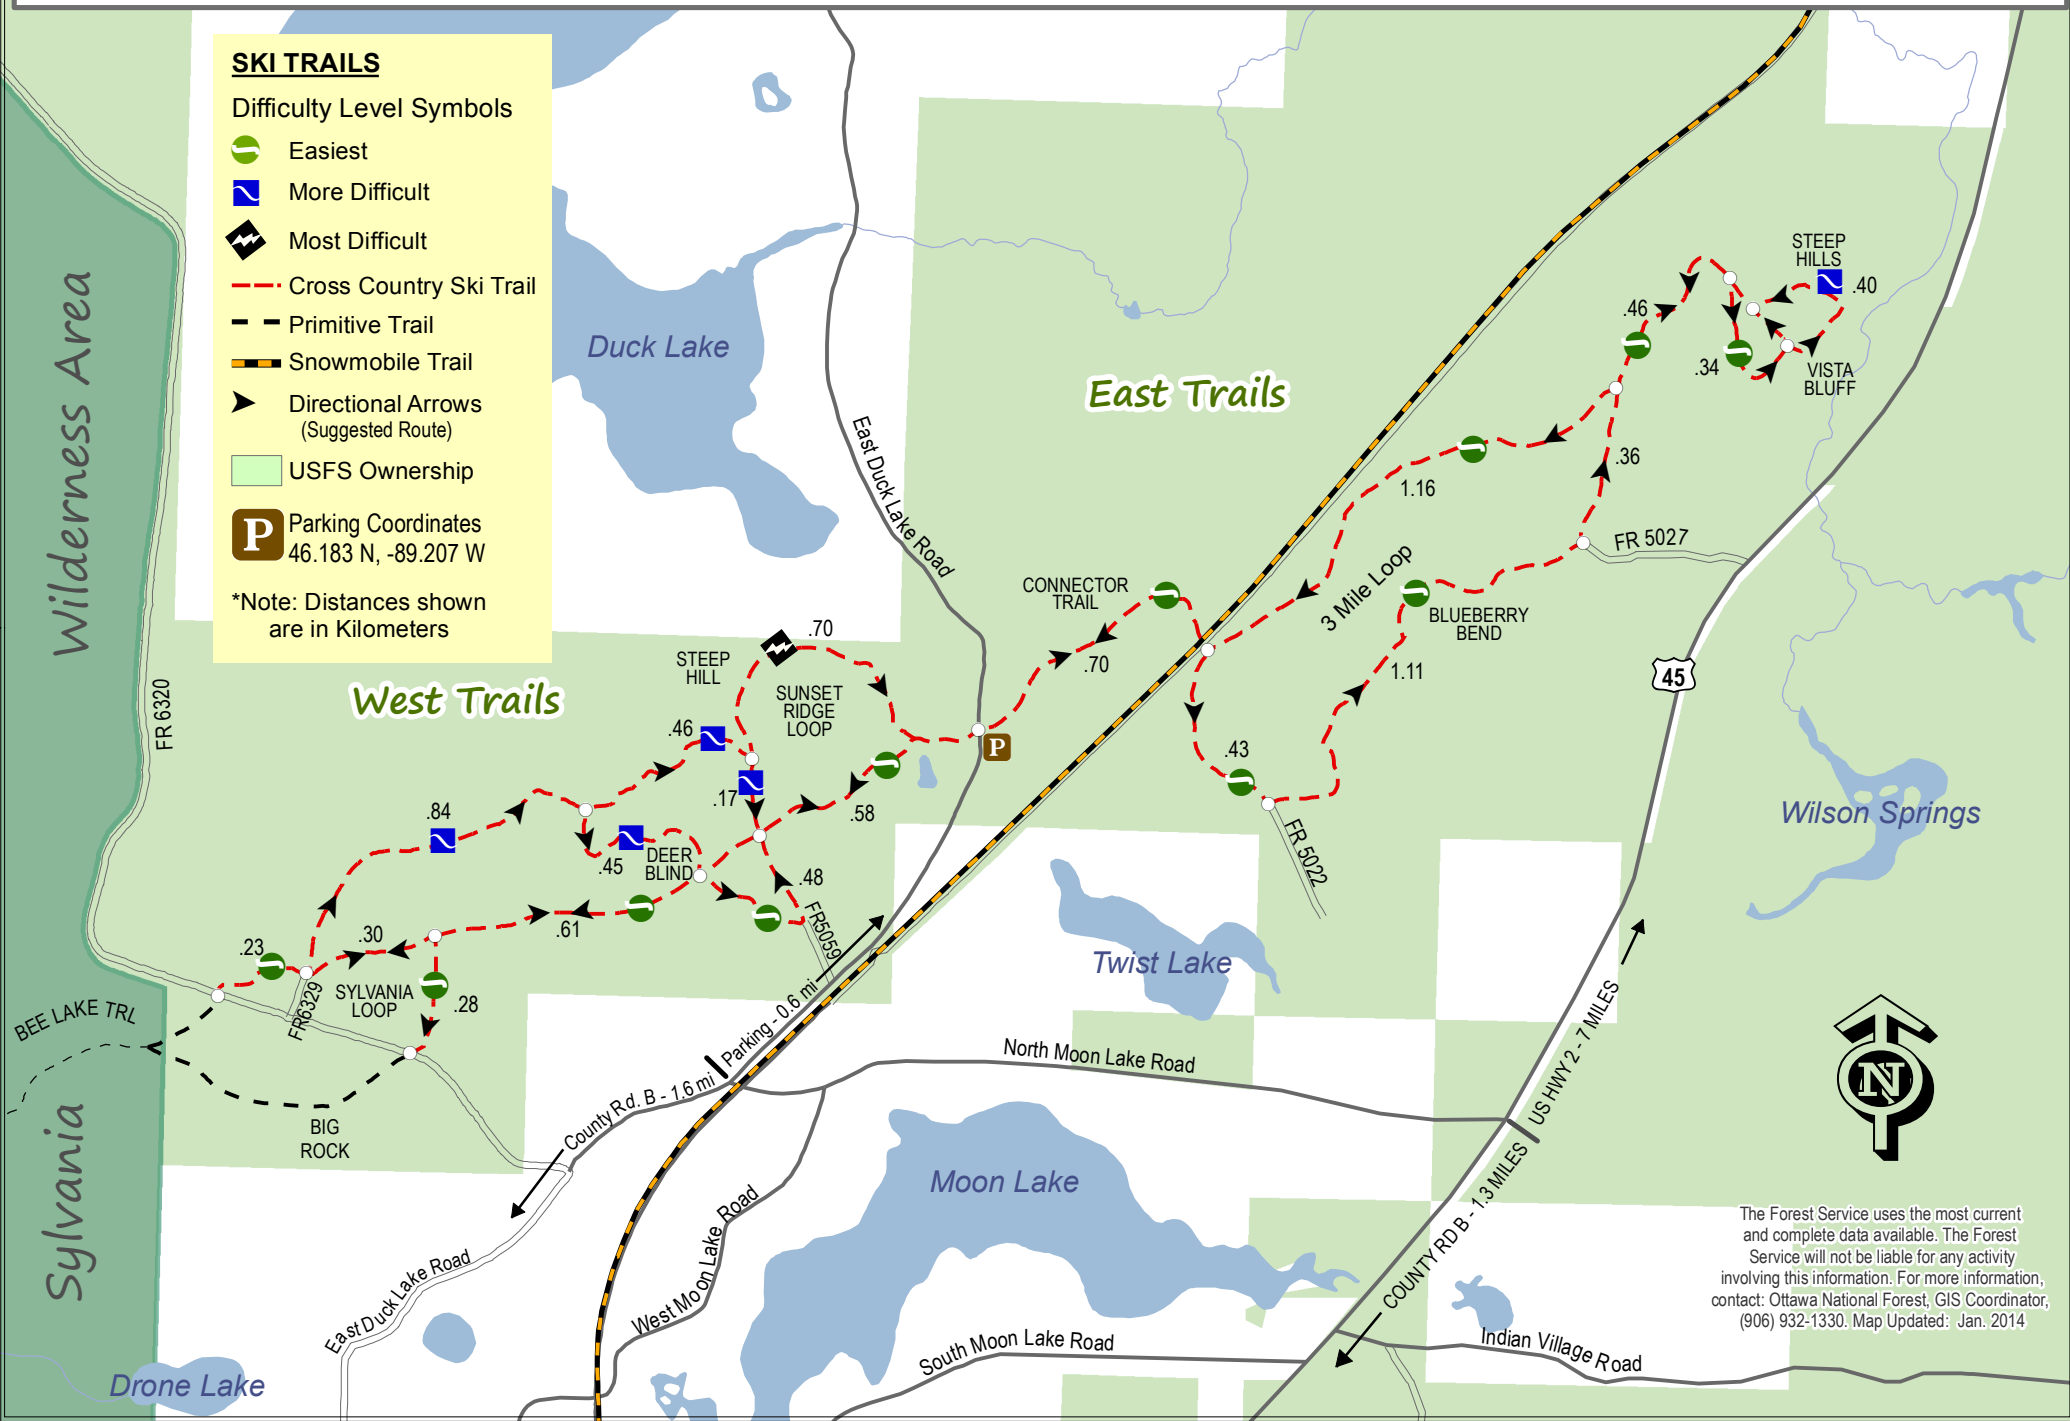 SKI TRAILS
Difficulty Level Symbols
Easiest
More Difficult
Most Difficult
Cross Country Ski Trail
Primitive Trail
Snowmobile Trail
Directional Arrows
(Suggested Route)
USFS Ownership
P
Parking Coordinates
46.183 N, -89.207 W
*Note: Distances shown
are in Kilometers
Sylvania
Wilderness Area
Duck Lake
East Trails
West Trails
East Duck Lake Road
STEEP
HILLS
.40
.46
.34
VISTA
BLUFF
.36
1.16
FR 5027
3 Mile Loop
CONNECTOR
TRAIL
.70
BLUEBERRY
BEND
1.11
.43
FR 5022
45
Wilson Springs
.70
STEEP
HILL
SUNSET
RIDGE
LOOP
P
FR 6320
.46
.17
.58
.84
.45
DEER
BLIND
.48
FR5059
.61
.30
.23
SYLVANIA
LOOP
.28
FR6329
BEE LAKE TRL
BIG
ROCK
Twist Lake
Parking - 0.6 mi
County Rd. B - 1.6 mi
North Moon Lake Road
US HWY 2 - 7 MILES
COUNTY RD B - 1.3 MILES
N
Moon Lake
West Moon Lake Road
East Duck Lake Road
South Moon Lake Road
Indian Village Road
Drone Lake
The Forest Service uses the most current
and complete data available. The Forest
Service will not be liable for any activity
involving this information. For more information,
contact: Ottawa National Forest, GIS Coordinator,
(906) 932-1330. Map Updated: Jan. 2014